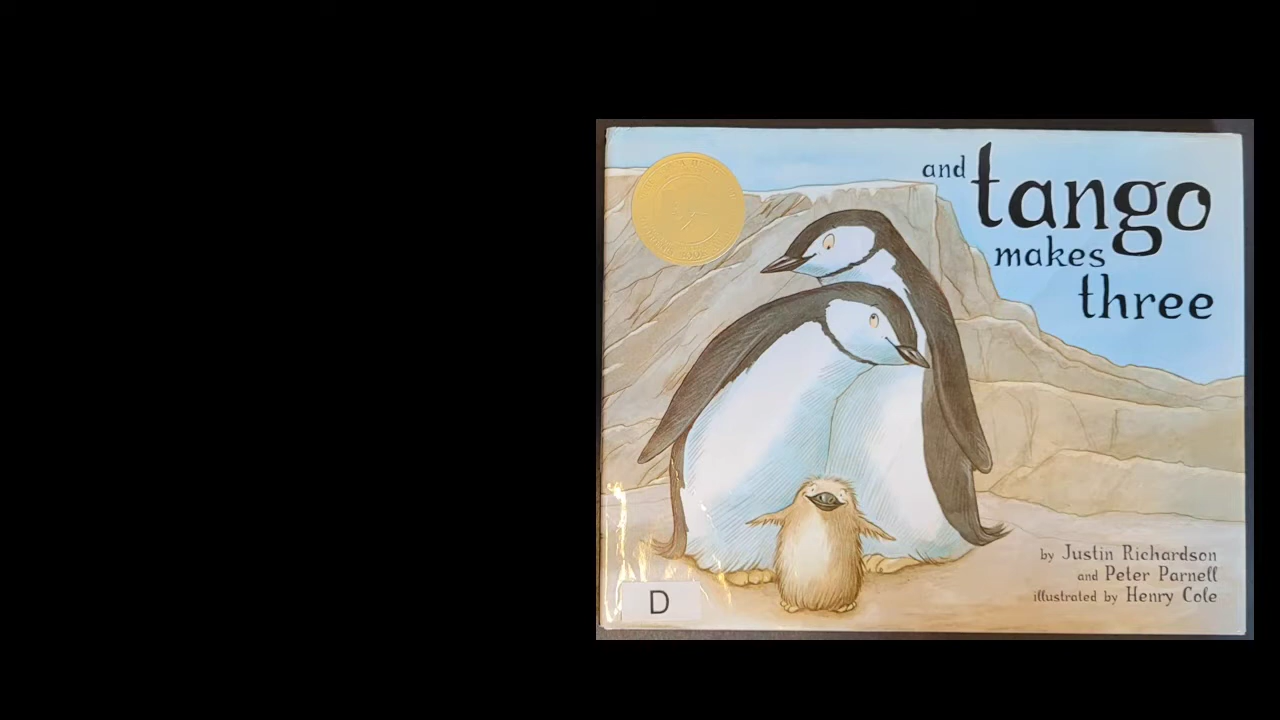 and
tango
makes
three
by Justin Richardson
and Peter Parnell
illustrated by Henry Cole
D